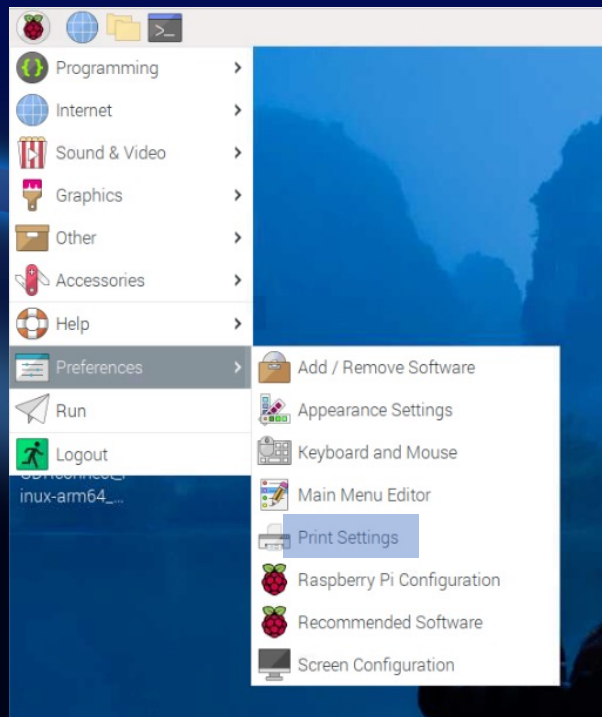 >_
Programming
Internet
Sound & Video
Graphics
Other
Accessories
Help
Preferences
Run
Logout
inux-arm64_...
Add / Remove Software
Appearance Settings
Keyboard and Mouse
Main Menu Editor
Print Settings
Raspberry Pi Configuration
Recommended Software
Screen Configuration